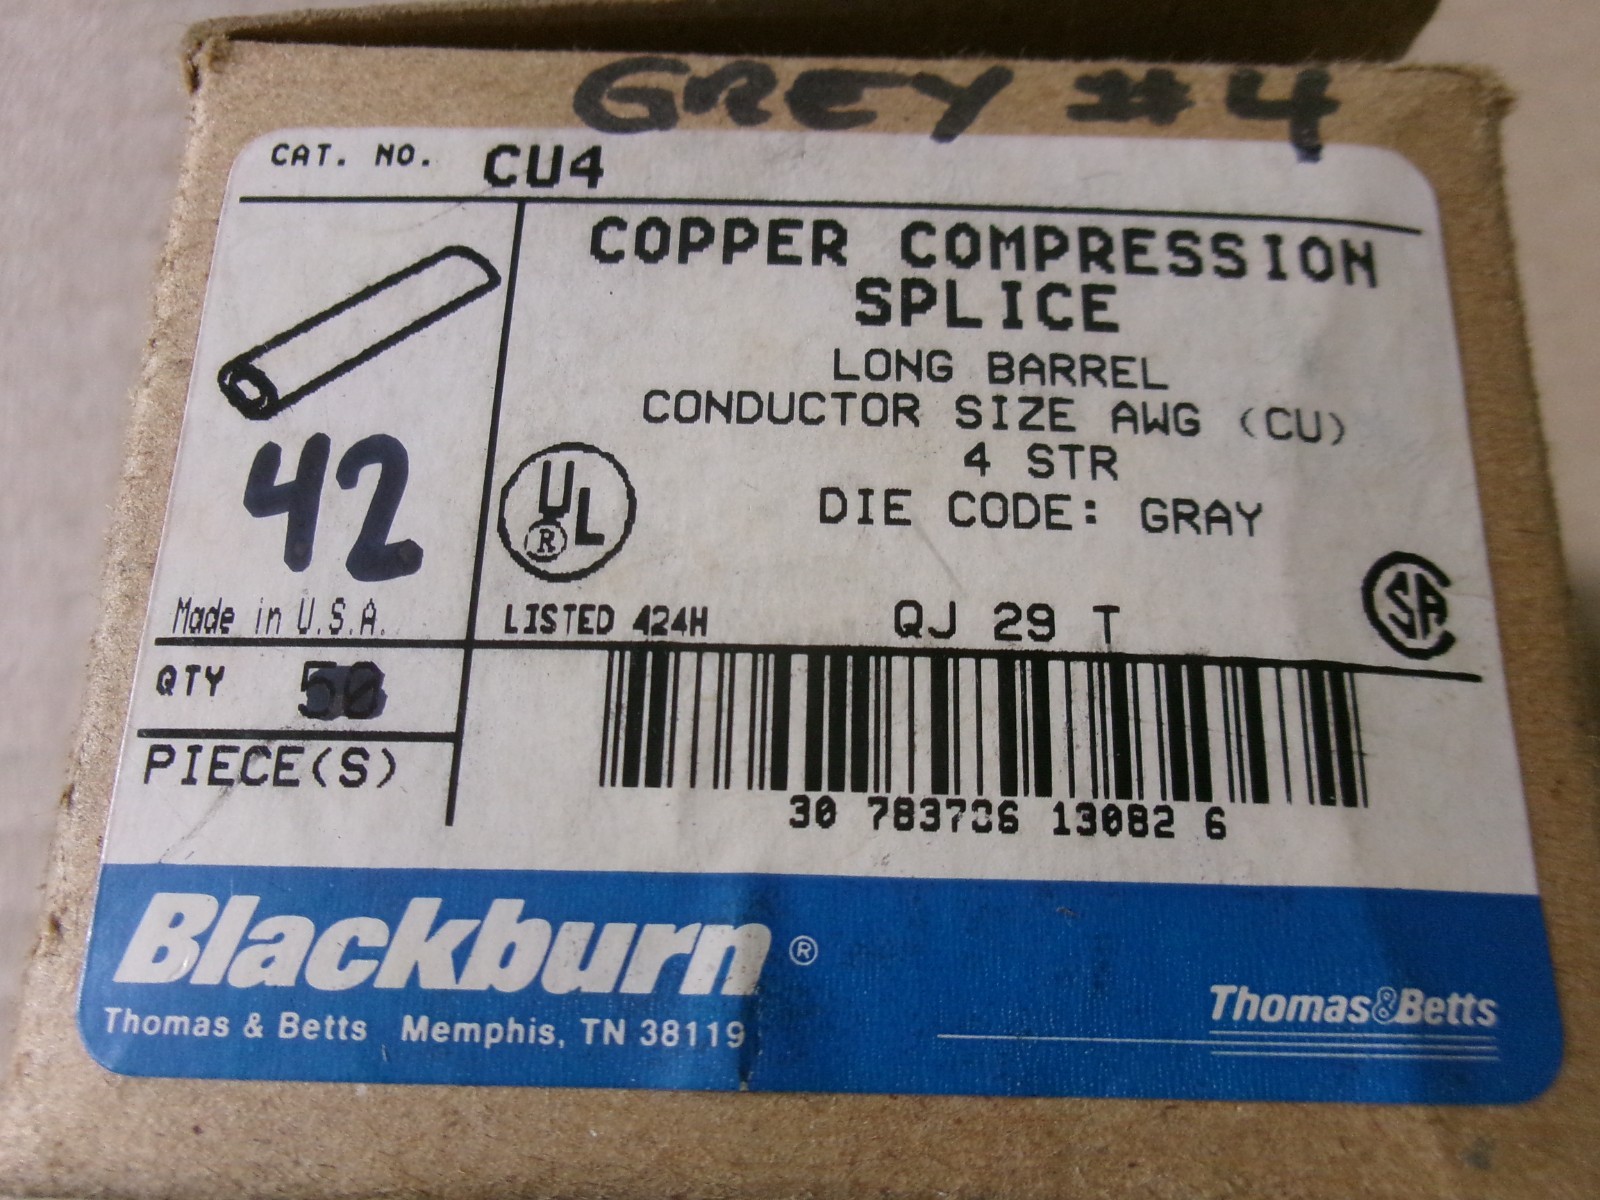 GREY #4
CAT. NO. CU4
COPPER COMPRESSION
SPLICE
LONG BARREL
CONDUCTOR SIZE AWG (CU)
4 STR
DIE CODE: GRAY
42
UL
®
SA
Made in U.S.A.
LISTED 424H
QJ 29 T
QTY 50
PIECE(S)
30 783786 13082 6
Blackburn®
Thomas & Betts Memphis, TN 38119
Thomas&Betts